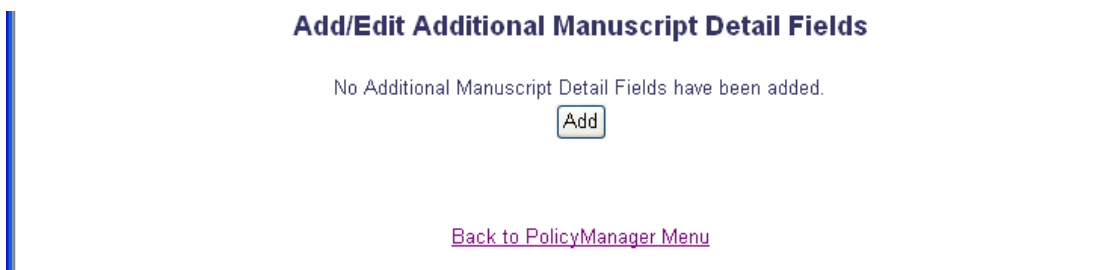 Add/Edit Additional Manuscript Detail Fields
No Additional Manuscript Detail Fields have been added.
Add
Back to PolicyManager Menu